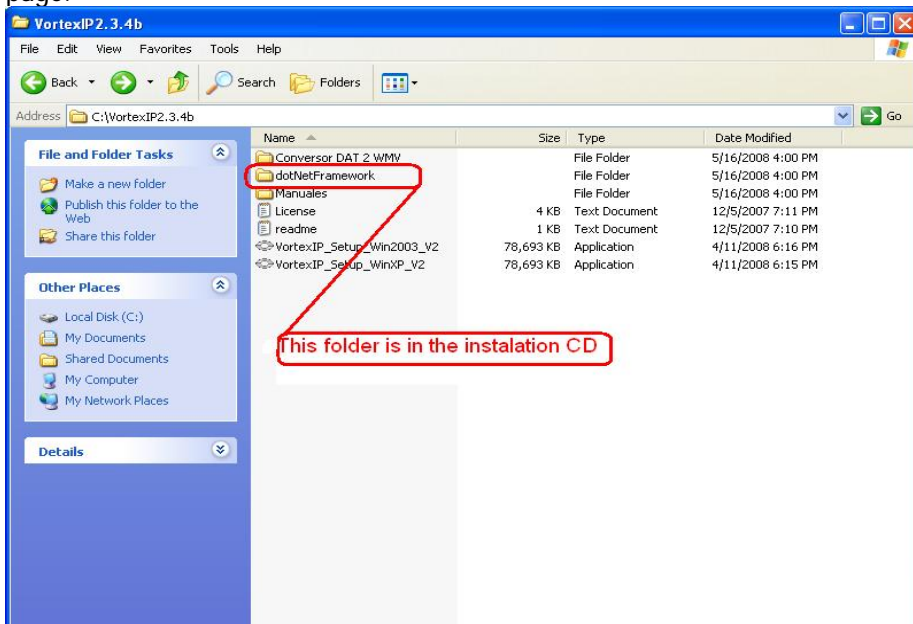 page.
VortexIP2.3.4b
File Edit View Favorites Tools Help
Back Search Folders
Address C:\VortexIP2.3.4b Go
File and Folder Tasks
Make a new folder
Publish this folder to the
Web
Share this folder
Other Places
Local Disk (C:)
My Documents
Shared Documents
My Computer
My Network Places
Details
Name Size Type Date Modified
Conversor DAT 2 WMV File Folder 5/16/2008 4:00 PM
dotNetFramework File Folder 5/16/2008 4:00 PM
Manuales File Folder 5/16/2008 4:00 PM
License 4 KB Text Document 12/5/2007 7:11 PM
readme 1 KB Text Document 12/5/2007 7:10 PM
VortexIP_Setup_Win2003_V2 78,693 KB Application 4/11/2008 6:16 PM
VortexIP_Setup_WinXP_V2 78,693 KB Application 4/11/2008 6:15 PM
This folder is in the instalation CD